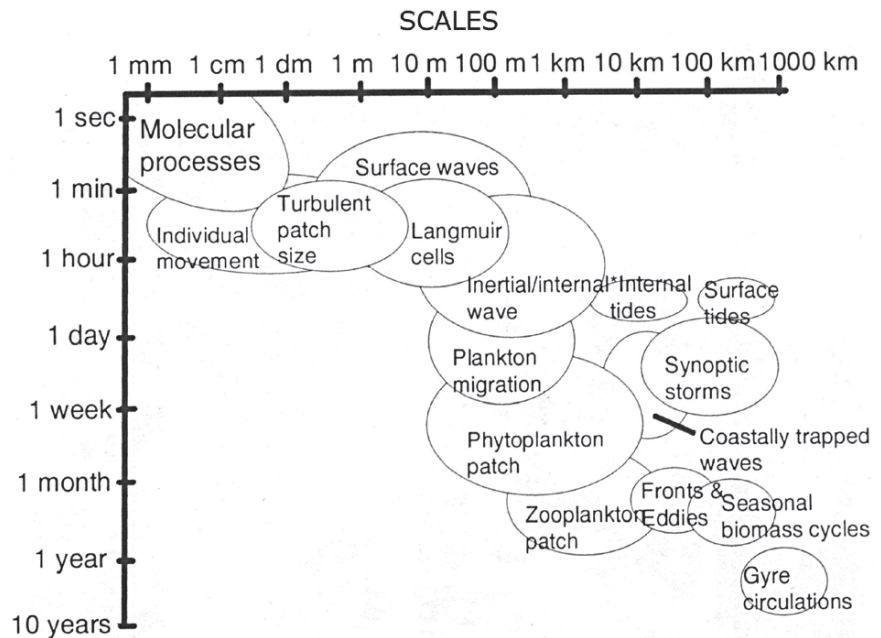 SCALES
1 mm 1 cm 1 dm 1 m 10 m 100 m 1 km 10 km 100 km 1000 km
1 sec
1 min
1 hour
1 day
1 week
1 month
1 year
10 years
Molecular
processes
Surface waves
Individual
movement
Turbulent
patch
size
Langmuir
cells
Inertial/internal*Internal
wave tides
Surface
tides
Plankton
migration
Synoptic
storms
Phytoplankton
patch
Coastally trapped
waves
Zooplankton
patch
Fronts &
Eddies
Seasonal
biomass cycles
Gyre
circulations